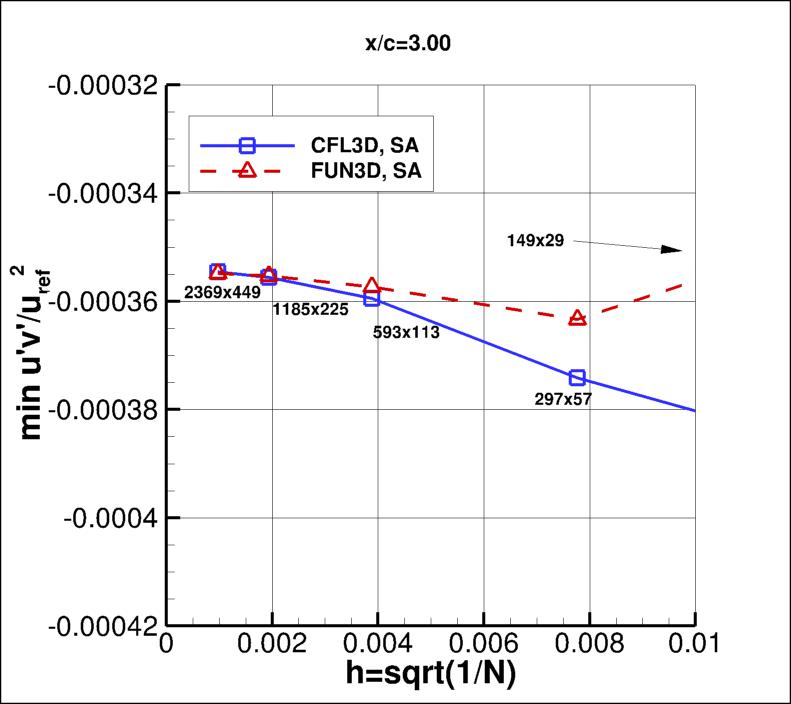 x/c=3.00
-0.00032
CFL3D, SA
FUN3D, SA
-0.00034
149x29
min u'v'/u_ref^2
-0.00036
2369x449
1185x225
593x113
-0.00038
297x57
-0.0004
-0.00042
0 0.002 0.004 0.006 0.008 0.01
h=sqrt(1/N)